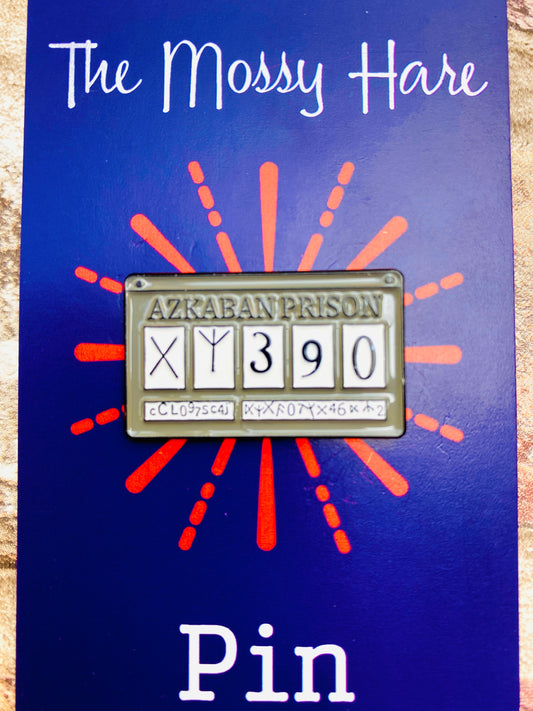 The Mossy Hare
AZKABAN PRISON
ᚷ ᛉ 3 9 0
Pin